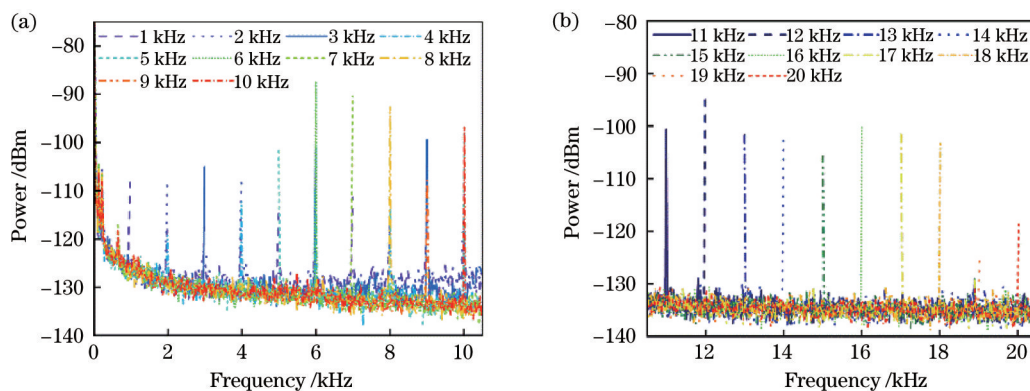 (a)
−80
−90
−100
−110
−120
−130
−140
Power /dBm
1 kHz 2 kHz 3 kHz 4 kHz
5 kHz 6 kHz 7 kHz 8 kHz
9 kHz 10 kHz
0 2 4 6 8 10
Frequency /kHz
(b)
−80
−90
−100
−110
−120
−130
−140
Power /dBm
11 kHz 12 kHz 13 kHz 14 kHz
15 kHz 16 kHz 17 kHz 18 kHz
19 kHz 20 kHz
12 14 16 18 20
Frequency /kHz